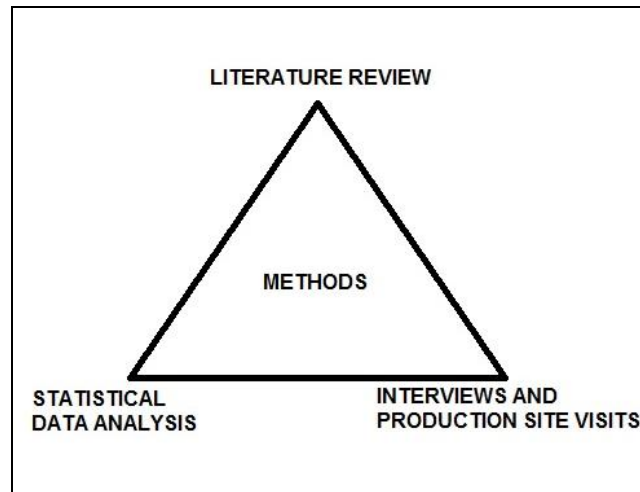 LITERATURE REVIEW
METHODS
STATISTICAL
DATA ANALYSIS
INTERVIEWS AND
PRODUCTION SITE VISITS